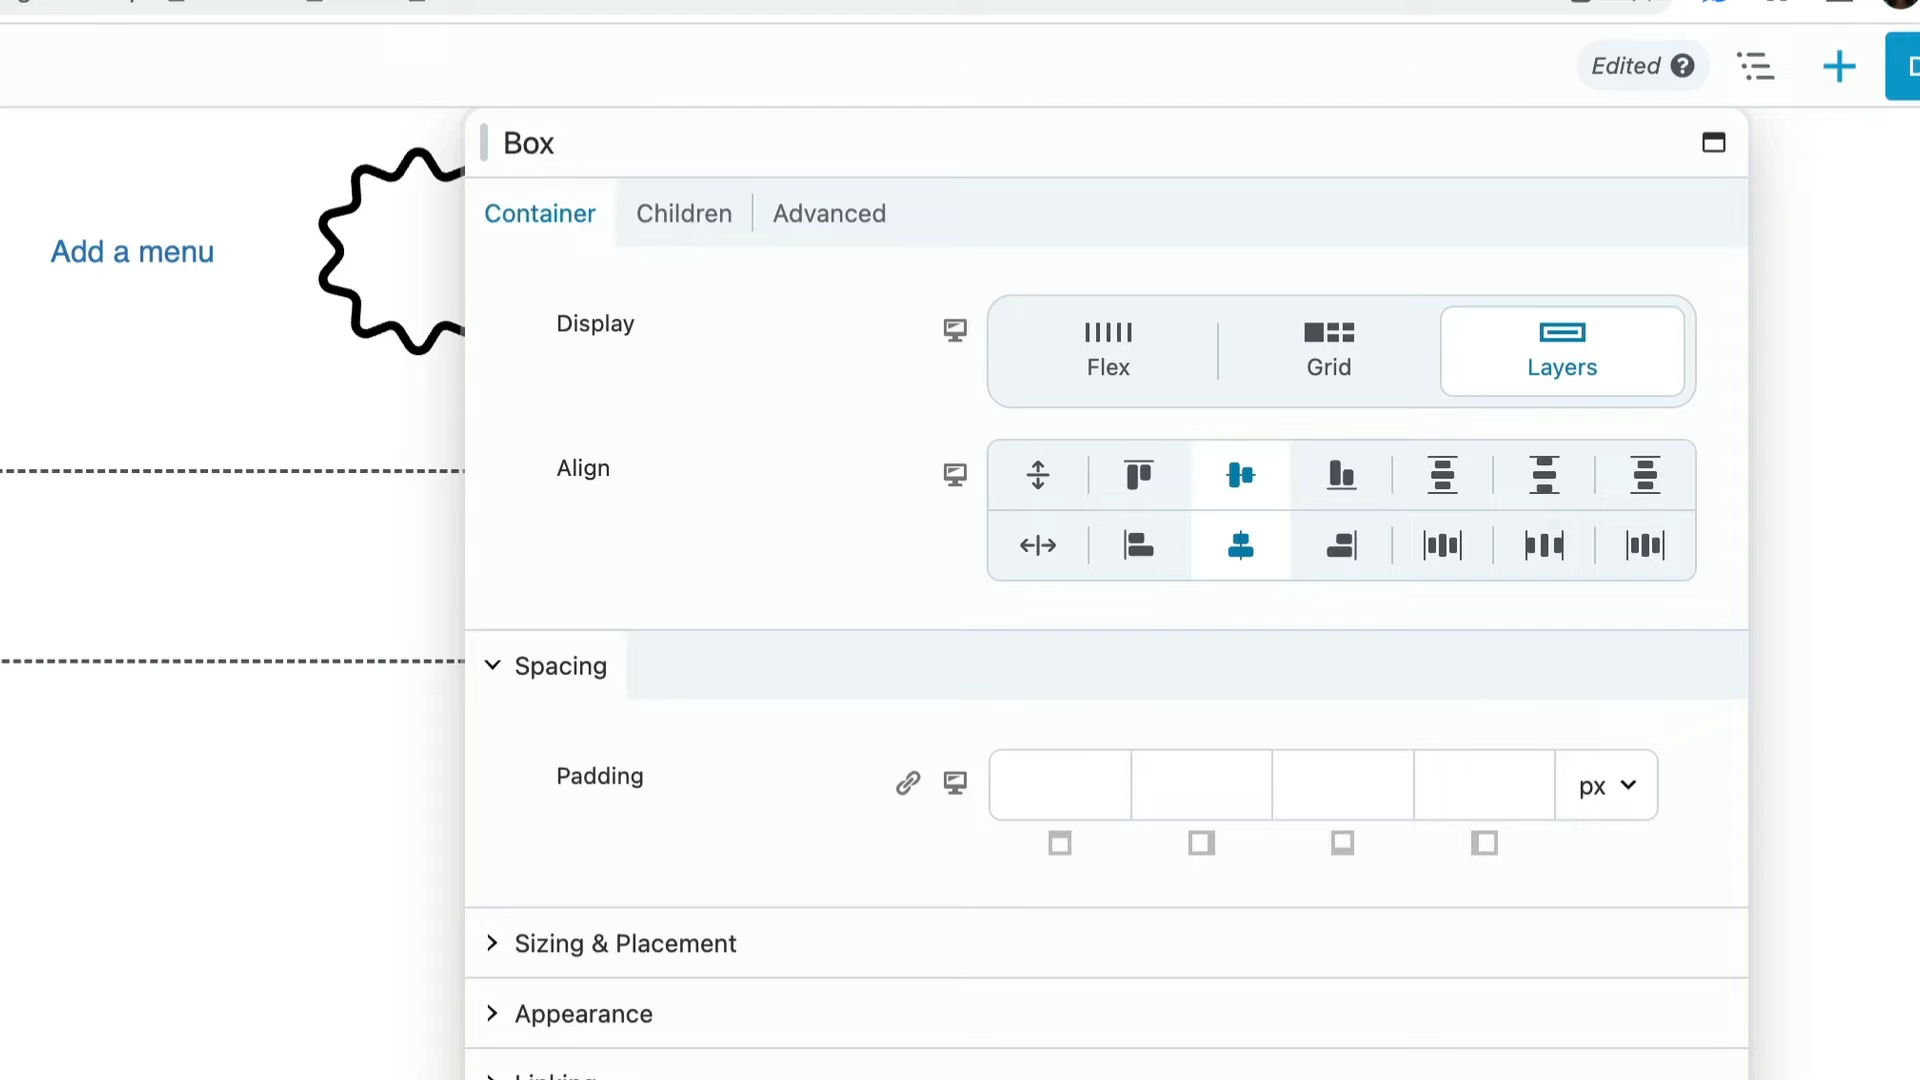 Edited
Box
Container
Children
Advanced
Add a menu
Display
Flex
Grid
Layers
Align
Spacing
Padding
px
Sizing & Placement
Appearance